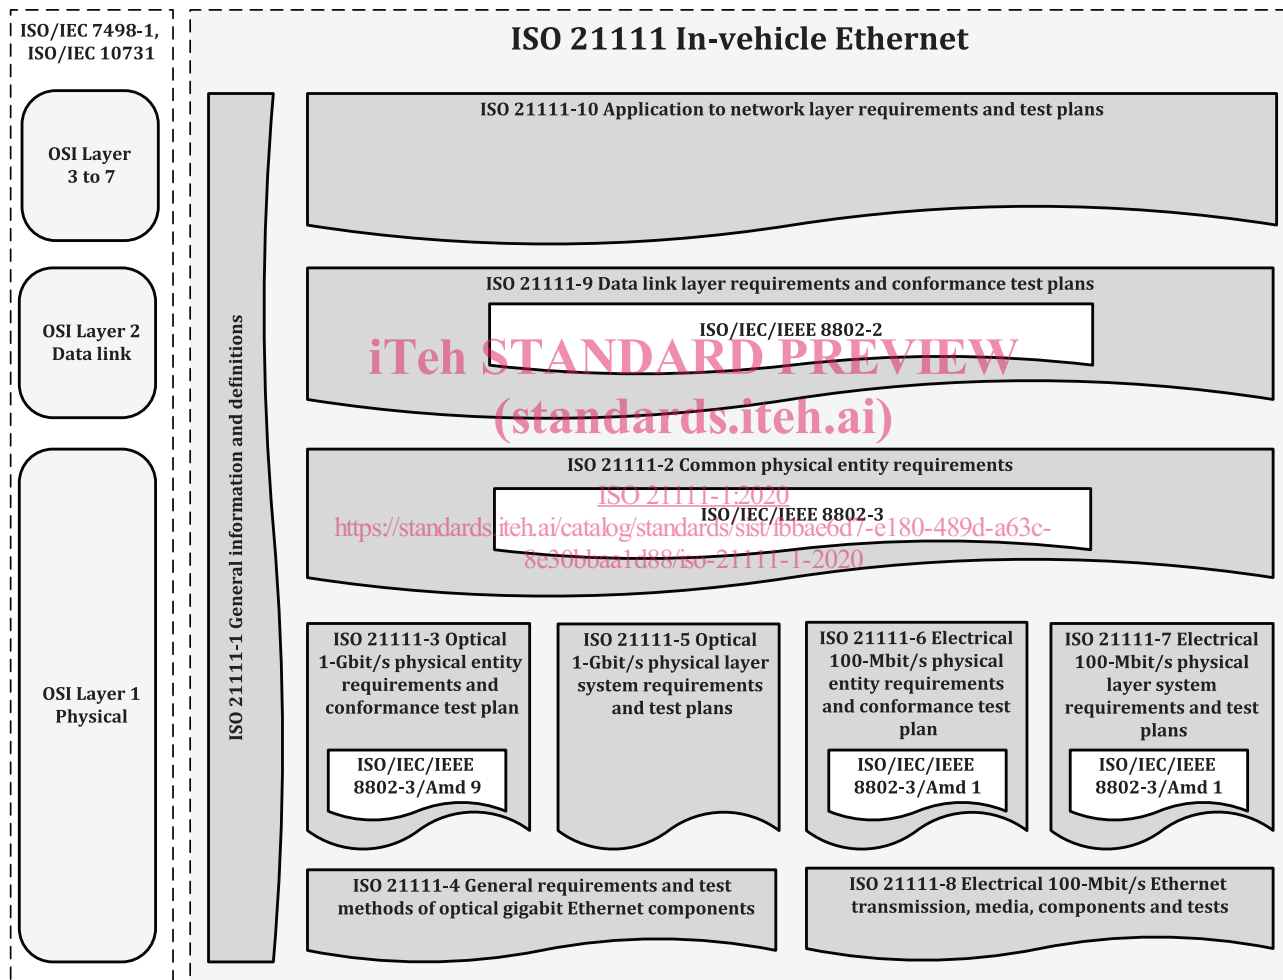 ISO/IEC 7498-1,
ISO/IEC 10731
ISO 21111 In-vehicle Ethernet
OSI Layer
3 to 7
OSI Layer 2
Data link
OSI Layer 1
Physical
ISO 21111-1 General information and definitions
ISO 21111-10 Application to network layer requirements and test plans
ISO 21111-9 Data link layer requirements and conformance test plans
ISO/IEC/IEEE 8802-2
iTeh STANDARD PREVIEW
(standards.iteh.ai)
ISO 21111-2 Common physical entity requirements
ISO 21111-1:2020
ISO/IEC/IEEE 8802-3
https://standards.iteh.ai/catalog/standards/sist/fbbae6d7-e180-489d-a63c-
8e30bbaa1d88/iso-21111-1-2020
ISO 21111-3 Optical
1-Gbit/s physical entity
requirements and
conformance test plan
ISO/IEC/IEEE
8802-3/Amd 9
ISO 21111-5 Optical
1-Gbit/s physical layer
system requirements
and test plans
ISO 21111-6 Electrical
100-Mbit/s physical
entity requirements
and conformance test
plan
ISO/IEC/IEEE
8802-3/Amd 1
ISO 21111-7 Electrical
100-Mbit/s physical
layer system
requirements and test
plans
ISO/IEC/IEEE
8802-3/Amd 1
ISO 21111-4 General requirements and test
methods of optical gigabit Ethernet components
ISO 21111-8 Electrical 100-Mbit/s Ethernet
transmission, media, components and tests